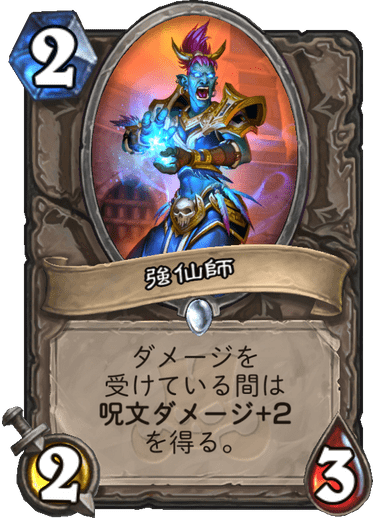 2
強仙師
ダメージを
受けている間は
呪文ダメージ+2
を得る。
2
3